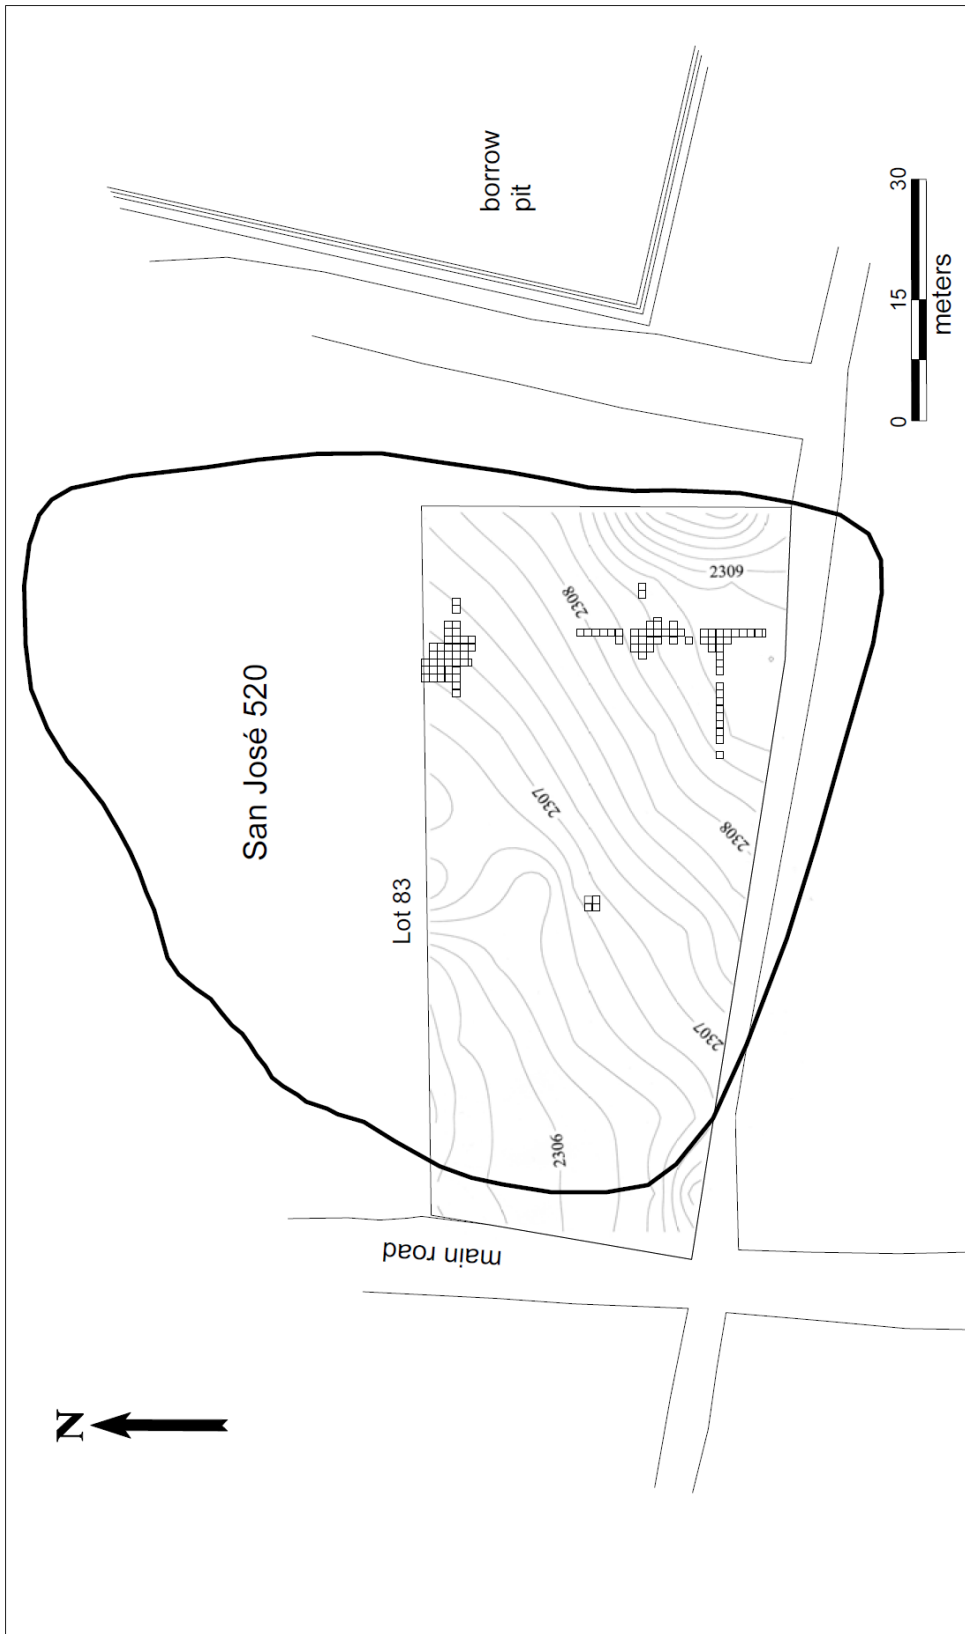 borrow
pit
0 15 30
meters
San José 520
Lot 83
2309
2308
2307
2308
2307
2306
main road
N